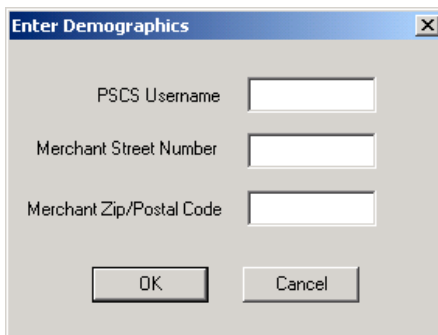 Enter Demographics
PSCS Username
Merchant Street Number
Merchant Zip/Postal Code
OK Cancel